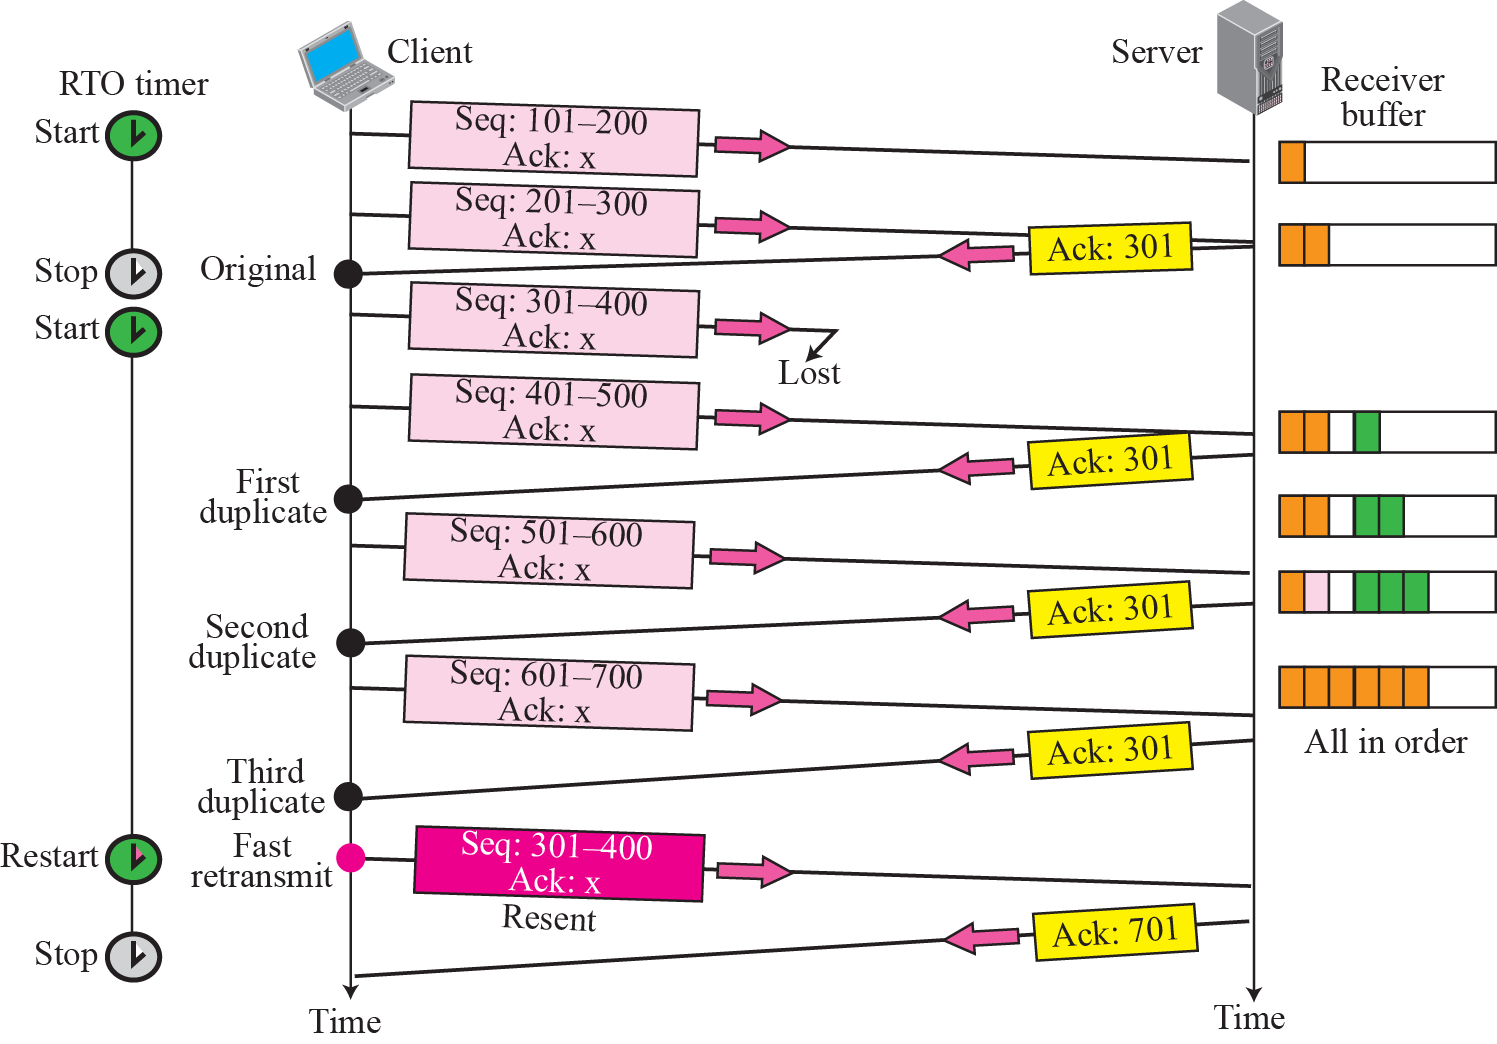 Client
Server
RTO timer
Receiver
buffer
Start
Seq: 101–200
Ack: x
Seq: 201–300
Ack: x
Ack: 301
Stop
Original
Start
Seq: 301–400
Ack: x
Lost
Seq: 401–500
Ack: x
Ack: 301
First
duplicate
Seq: 501–600
Ack: x
Ack: 301
Second
duplicate
Seq: 601–700
Ack: x
Ack: 301
All in order
Third
duplicate
Restart
Fast
retransmit
Seq: 301–400
Ack: x
Resent
Ack: 701
Stop
Time
Time